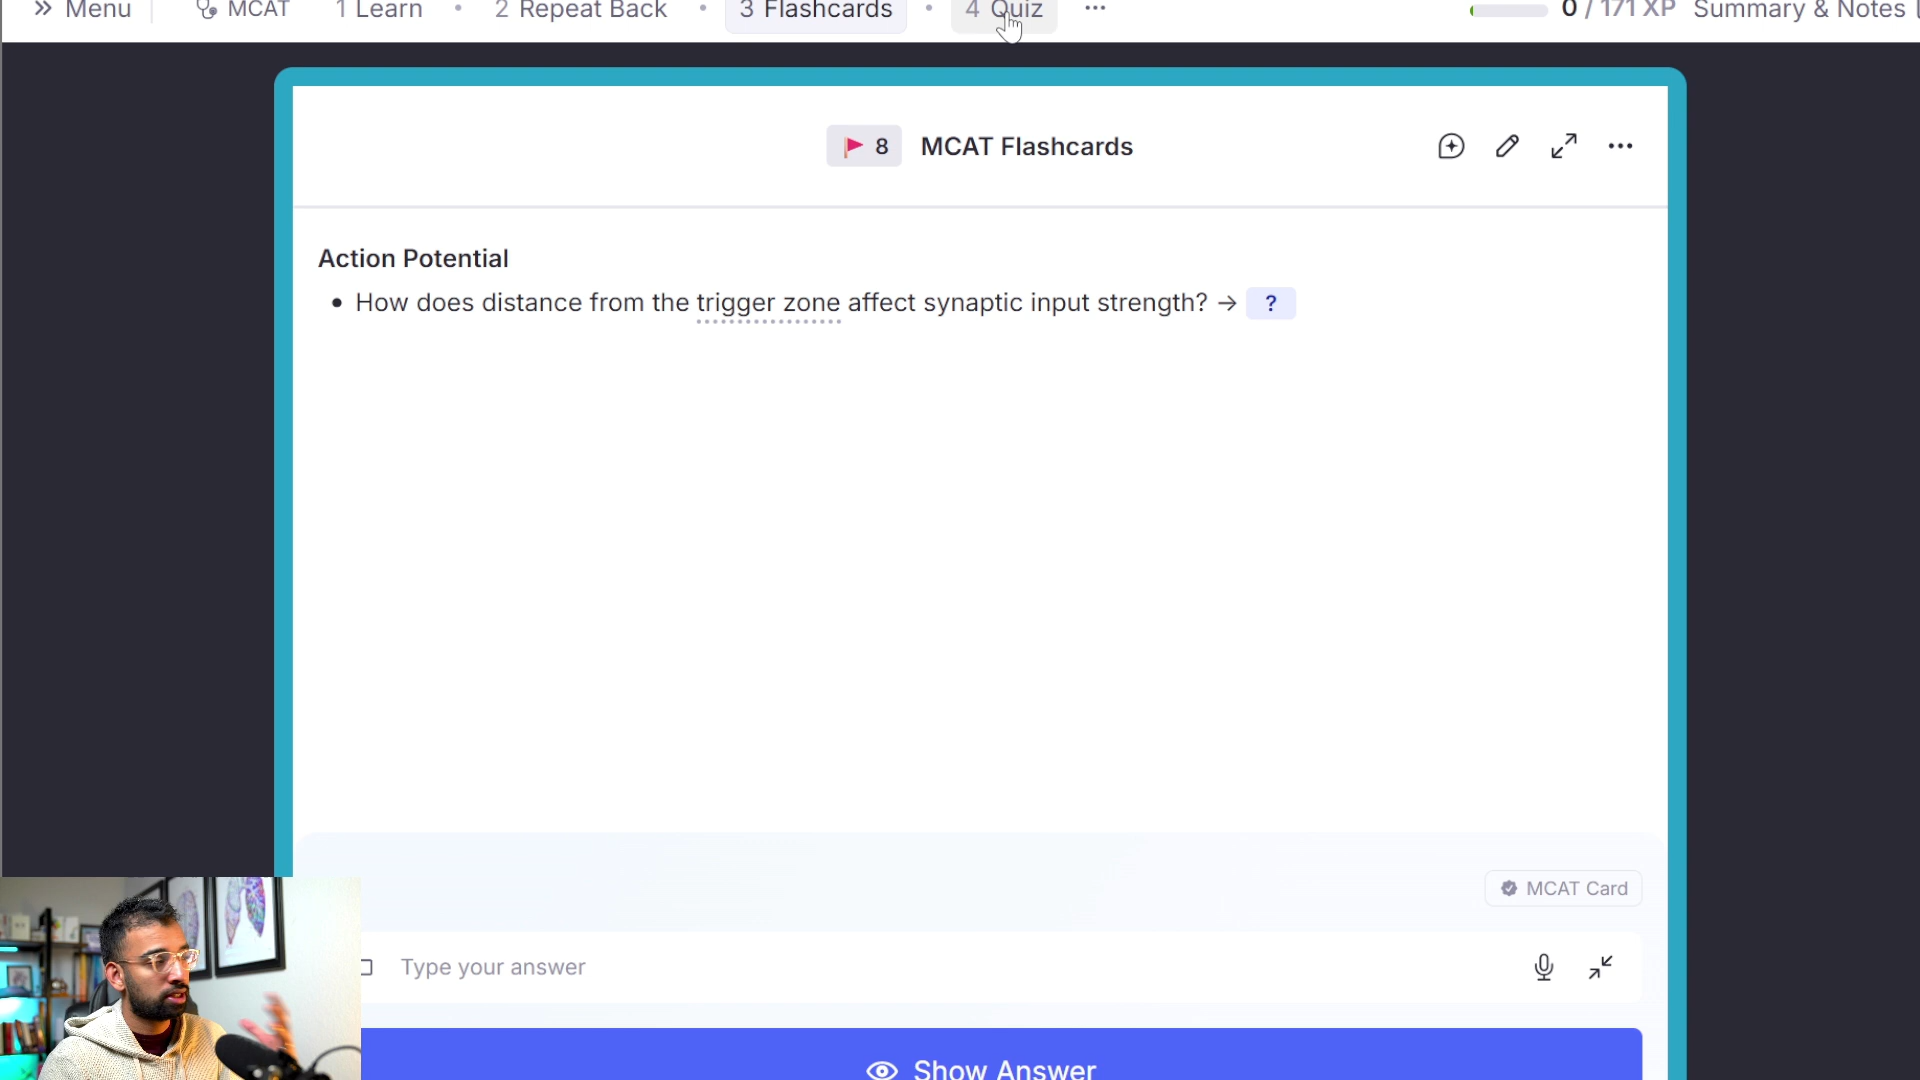 Menu MCAT 1 Learn • 2 Repeat Back • 3 Flashcards • 4 Quiz ... 0 / 171 XP Summary & Notes
8 MCAT Flashcards
Action Potential
• How does distance from the trigger zone affect synaptic input strength? → ?
MCAT Card
Type your answer
Show Answer